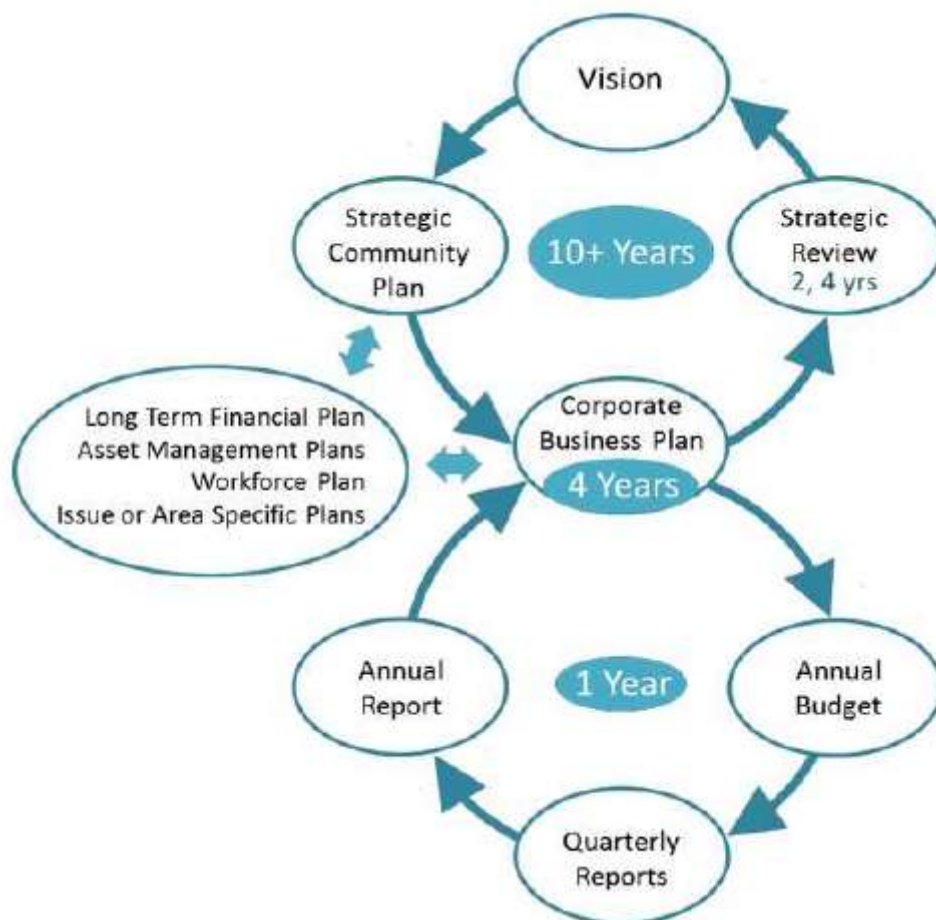 Vision
Strategic
Community
Plan
10+ Years
Strategic
Review
2, 4 yrs
Long Term Financial Plan
Asset Management Plans
Workforce Plan
Issue or Area Specific Plans
Corporate
Business Plan
4 Years
Annual
Report
1 Year
Annual
Budget
Quarterly
Reports